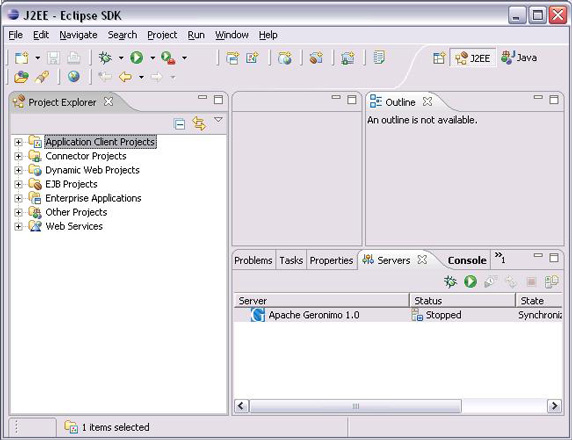 J2EE - Eclipse SDK
File Edit Navigate Search Project Run Window Help
J2EE Java
Project Explorer
Application Client Projects
Connector Projects
Dynamic Web Projects
EJB Projects
Enterprise Applications
Other Projects
Web Services
Outline
An outline is not available.
Problems Tasks Properties Servers Console »1
Server Status State
Apache Geronimo 1.0 Stopped Synchroniz
1 items selected